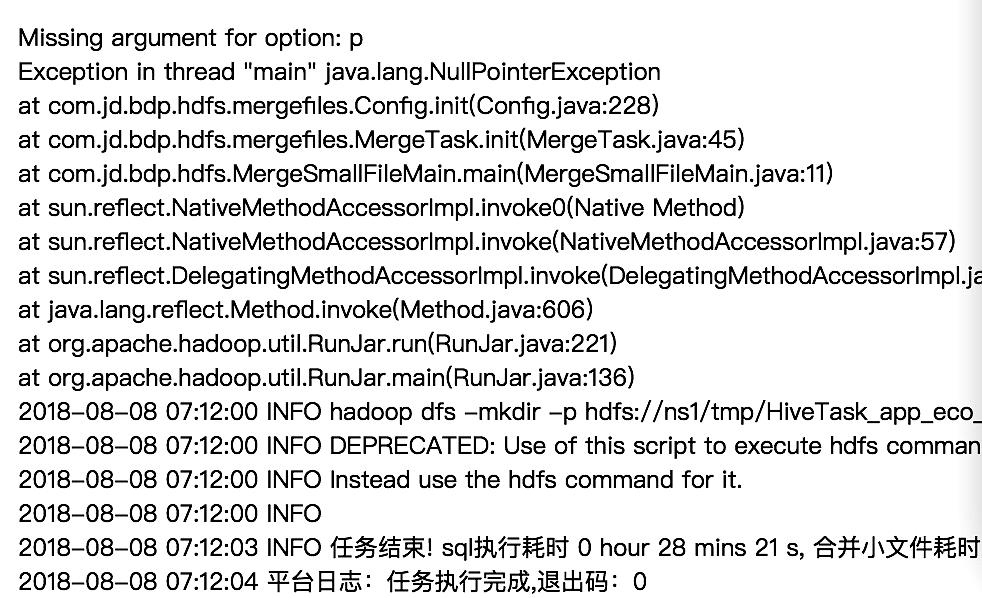 Missing argument for option: p
Exception in thread "main" java.lang.NullPointerException
at com.jd.bdp.hdfs.mergefiles.Config.init(Config.java:228)
at com.jd.bdp.hdfs.mergefiles.MergeTask.init(MergeTask.java:45)
at com.jd.bdp.hdfs.MergeSmallFileMain.main(MergeSmallFileMain.java:11)
at sun.reflect.NativeMethodAccessorImpl.invoke0(Native Method)
at sun.reflect.NativeMethodAccessorImpl.invoke(NativeMethodAccessorImpl.java:57)
at sun.reflect.DelegatingMethodAccessorImpl.invoke(DelegatingMethodAccessorImpl.ja
at java.lang.reflect.Method.invoke(Method.java:606)
at org.apache.hadoop.util.RunJar.run(RunJar.java:221)
at org.apache.hadoop.util.RunJar.main(RunJar.java:136)
2018-08-08 07:12:00 INFO hadoop dfs -mkdir -p hdfs://ns1/tmp/HiveTask_app_eco_
2018-08-08 07:12:00 INFO DEPRECATED: Use of this script to execute hdfs comman
2018-08-08 07:12:00 INFO Instead use the hdfs command for it.
2018-08-08 07:12:00 INFO
2018-08-08 07:12:03 INFO 任务结束! sql执行耗时 0 hour 28 mins 21 s, 合并小文件耗时
2018-08-08 07:12:04 平台日志：任务执行完成,退出码：0